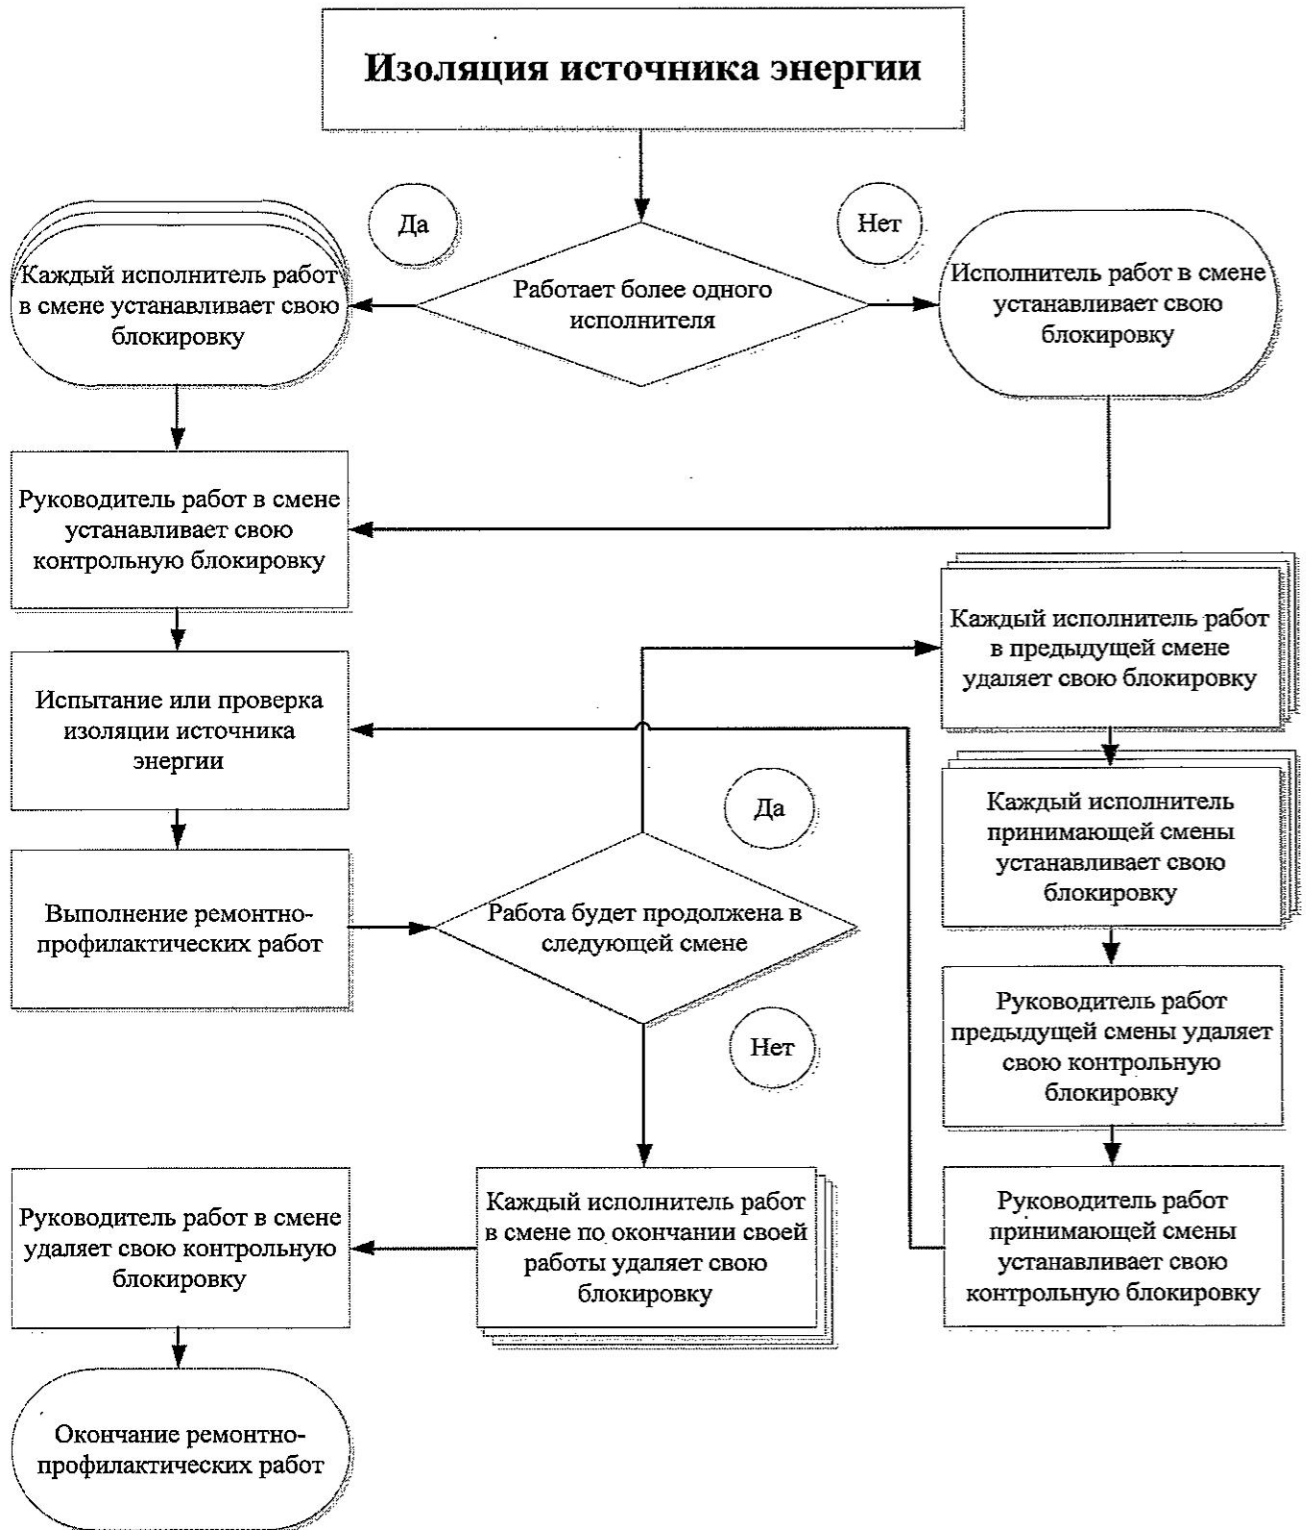 Изоляция источника энергии
Да
Нет
Каждый исполнитель работ
в смене устанавливает свою
блокировку
Работает более одного
исполнителя
Исполнитель работ в смене
устанавливает свою
блокировку
Руководитель работ в смене
устанавливает свою
контрольную блокировку
Каждый исполнитель работ
в предыдущей смене
удаляет свою блокировку
Испытание или проверка
изоляции источника
энергии
Да
Каждый исполнитель
принимающей смены
устанавливает свою
блокировку
Выполнение ремонтно-
профилактических работ
Работа будет продолжена в
следующей смене
Нет
Руководитель работ
предыдущей смены удаляет
свою контрольную
блокировку
Руководитель работ в смене
удаляет свою контрольную
блокировку
Каждый исполнитель работ
в смене по окончании своей
работы удаляет свою
блокировку
Руководитель работ
принимающей смены
устанавливает свою
контрольную блокировку
Окончание ремонтно-
профилактических работ